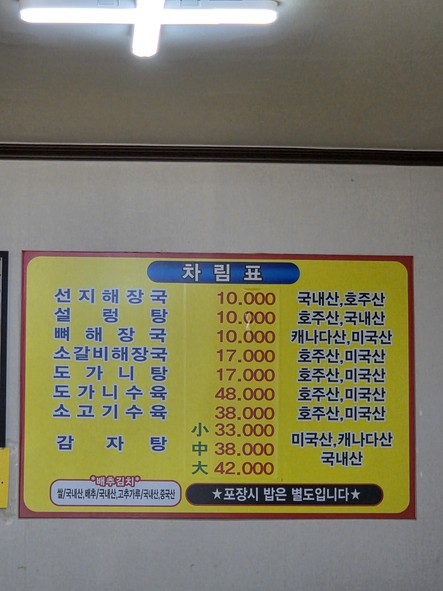 차림표
선지해장국 10.000 국내산,호주산
설렁탕 10.000 호주산,국내산
뼈해장국 10.000 캐나다산,미국산
소갈비해장국 17.000 호주산,미국산
도가니탕 17.000 호주산,미국산
도가니수육 48.000 호주산,미국산
소고기수육 38.000 호주산,미국산
감자탕 小 33.000 미국산,캐나다산
中 38.000 국내산
大 42.000
"배추김치"
쌀/국내산,배추/국내산,고추가루/국내산,중국산
★포장시 밥은 별도입니다★